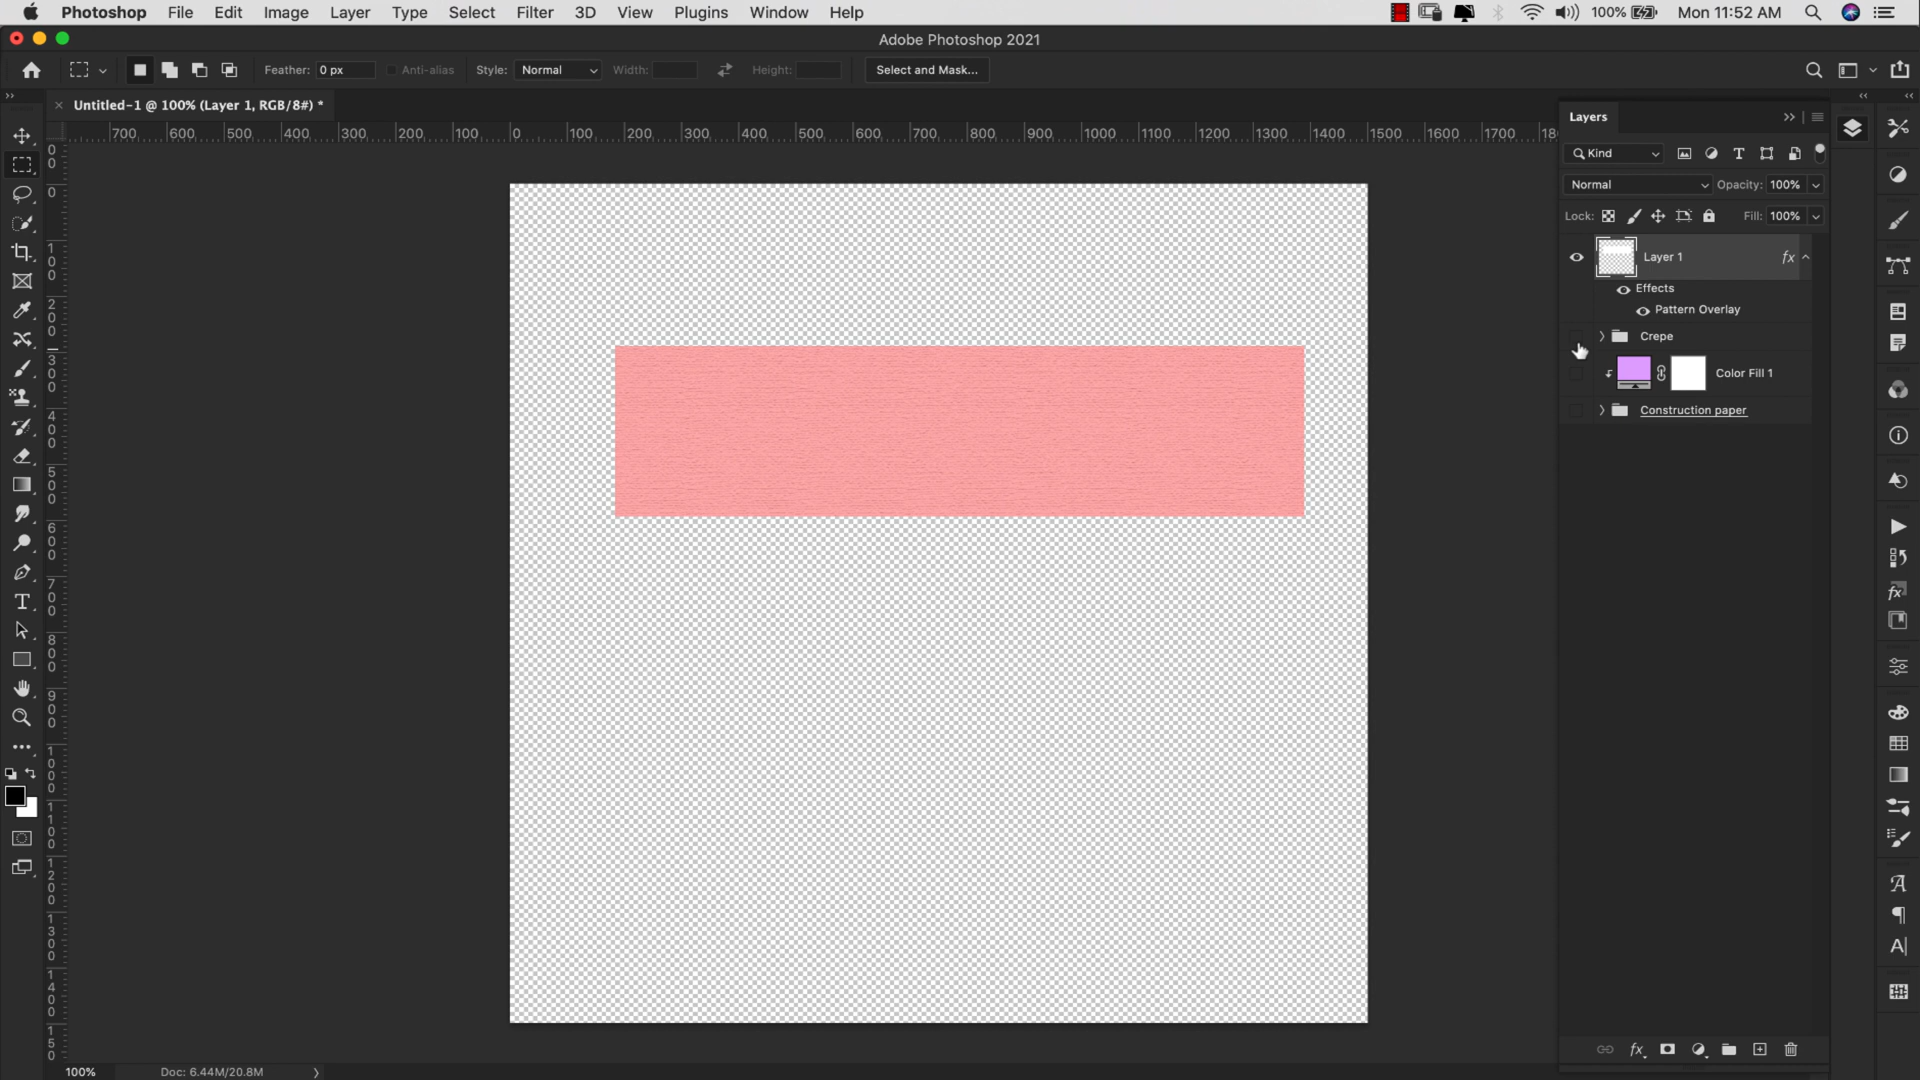 Photoshop File Edit Image Layer Type Select Filter 3D View Plugins Window Help 100% Mon 11:52 AM
Adobe Photoshop 2021
Feather: 0 px Anti-alias Style: Normal Width: Height: Select and Mask...
× Untitled-1 @ 100% (Layer 1, RGB/8#) *
700 600 500 400 300 200 100 0 100 200 300 400 500 600 700 800 900 1000 1100 1200 1300 1400 1500 1600 1700
Layers
Kind
Normal Opacity: 100%
Lock: Fill: 100%
Layer 1 fx
Effects
Pattern Overlay
Crepe
Color Fill 1
Construction paper
100% Doc: 6.44M/20.8M